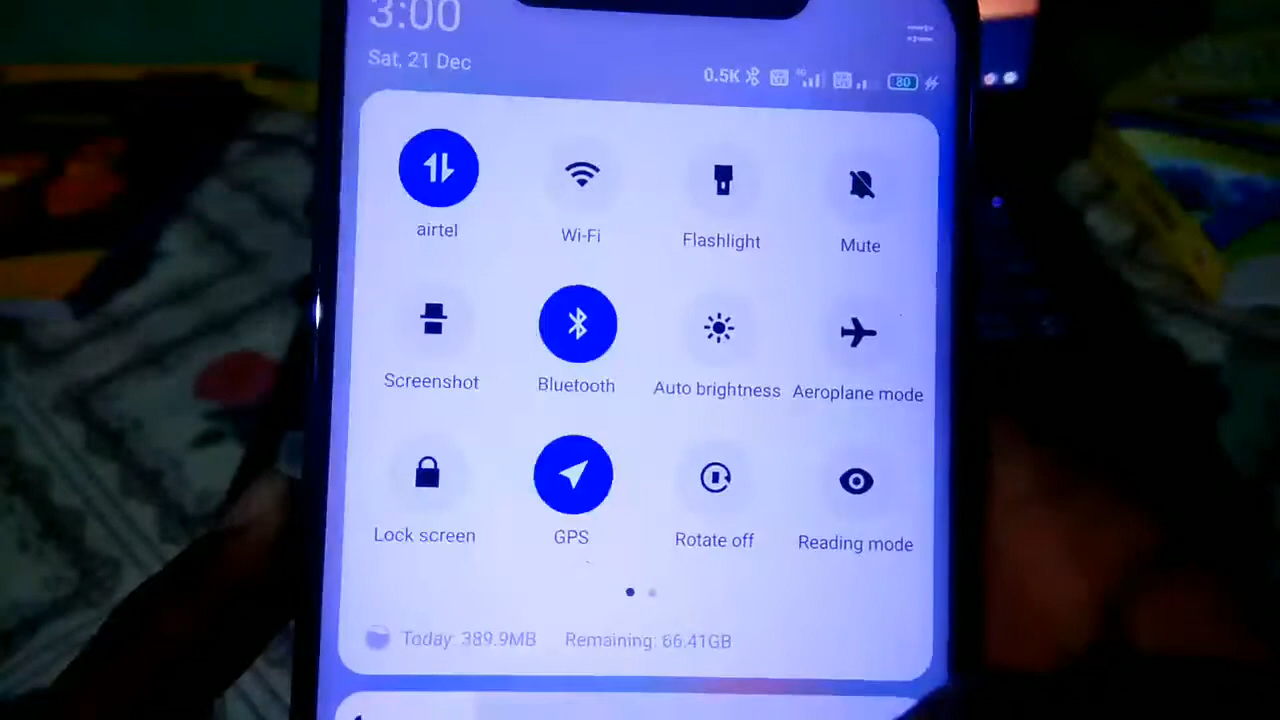 3:00
Sat, 21 Dec
0.5K 4G 80
airtel Wi-Fi Flashlight Mute
Screenshot Bluetooth Auto brightness Aeroplane mode
Lock screen GPS Rotate off Reading mode
Today: 389.9MB Remaining: 66.41GB